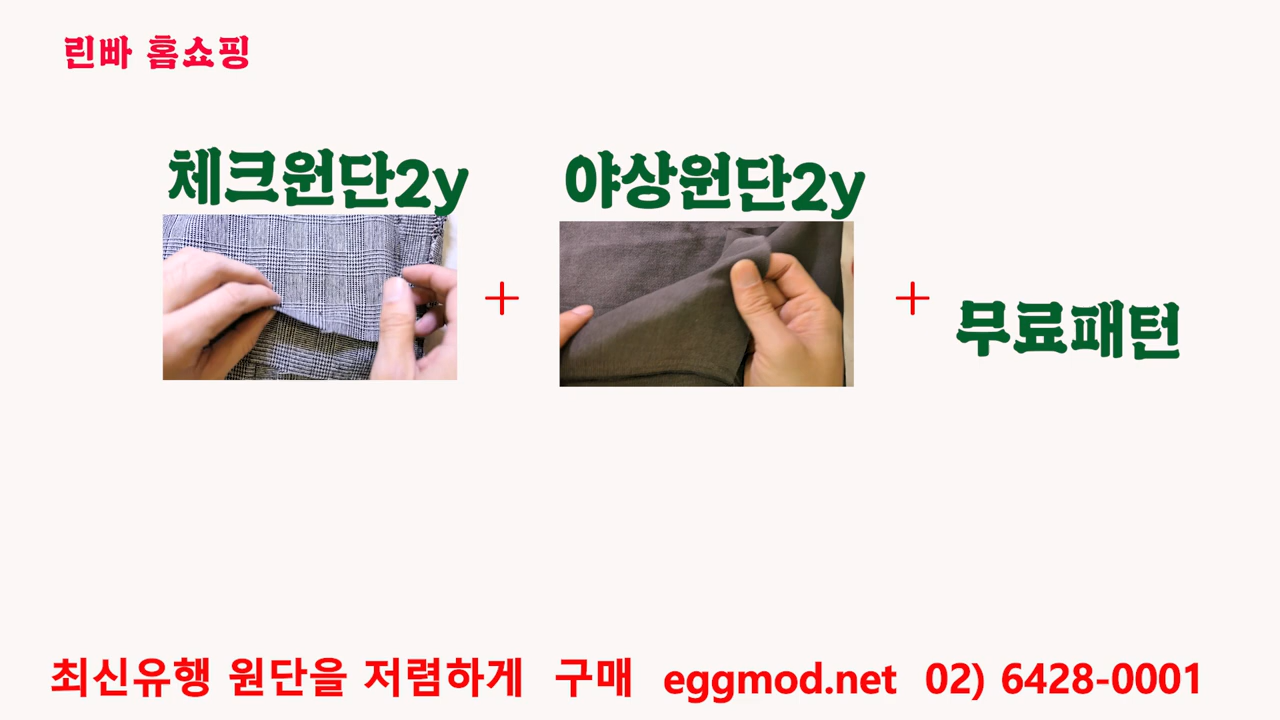 린빠 홈쇼핑
체크원단2y
야상원단2y
+
+
무료패턴
최신유행 원단을 저렴하게 구매 eggmod.net 02) 6428-0001